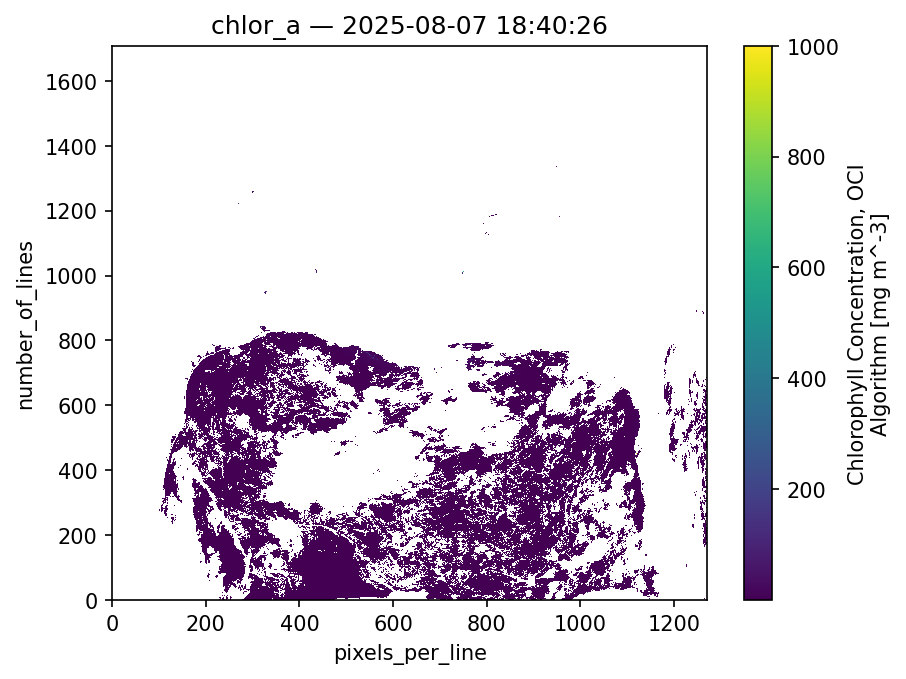 chlor_a — 2025-08-07 18:40:26
number_of_lines
1600
1400
1200
1000
800
600
400
200
0
0 200 400 600 800 1000 1200
pixels_per_line
1000
800
600
400
200
Chlorophyll Concentration, OCI
Algorithm [mg m^-3]